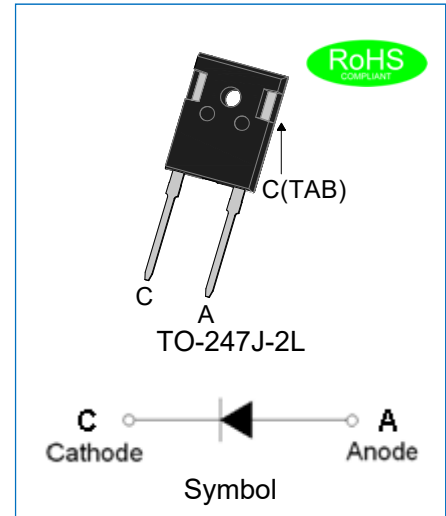 RoHS
COMPLIANT
C(TAB)
C
A
TO-247J-2L
C A
Cathode Anode
Symbol